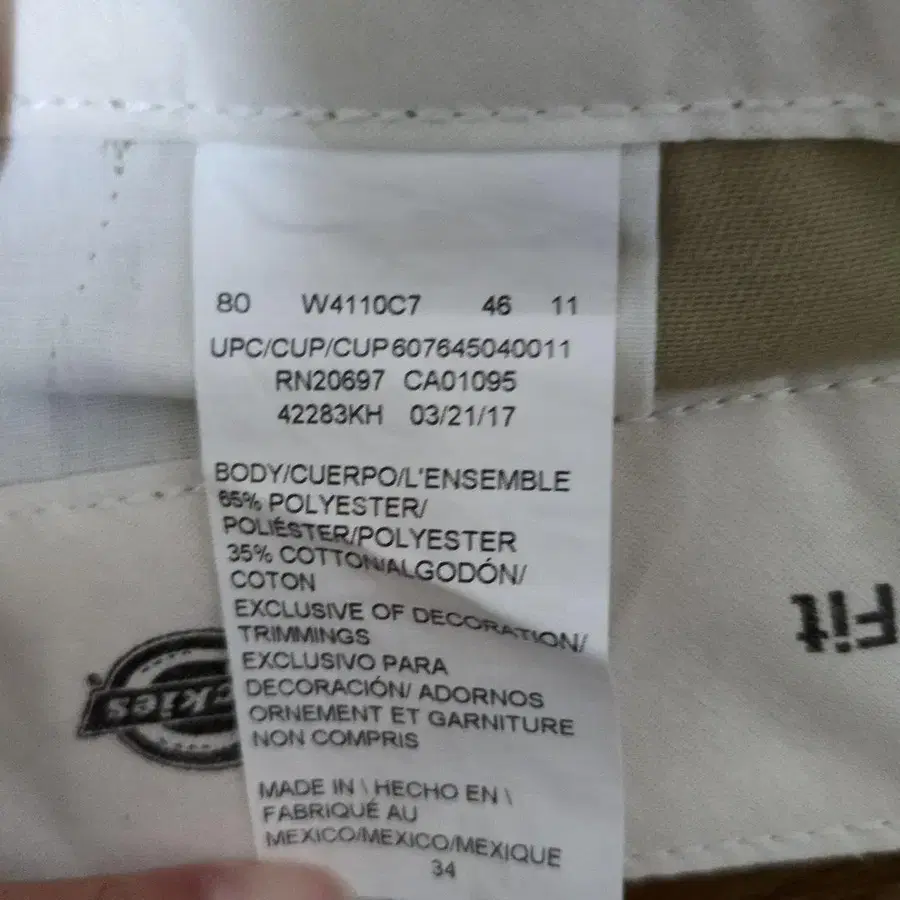 80 W4110C7 46 11
UPC/CUP/CUP607645040011
RN20697 CA01095
42283KH 03/21/17
BODY/CUERPO/L'ENSEMBLE
65% POLYESTER/
POLIÉSTER/POLYESTER
35% COTTON/ALGODÓN/
COTON
EXCLUSIVE OF DECORATION/
TRIMMINGS
EXCLUSIVO PARA
DECORACIÓN/ ADORNOS
ORNEMENT ET GARNITURE
NON COMPRIS
MADE IN \ HECHO EN \
FABRIQUÉ AU
MEXICO/MEXICO/MEXIQUE
34
Fit
ckies